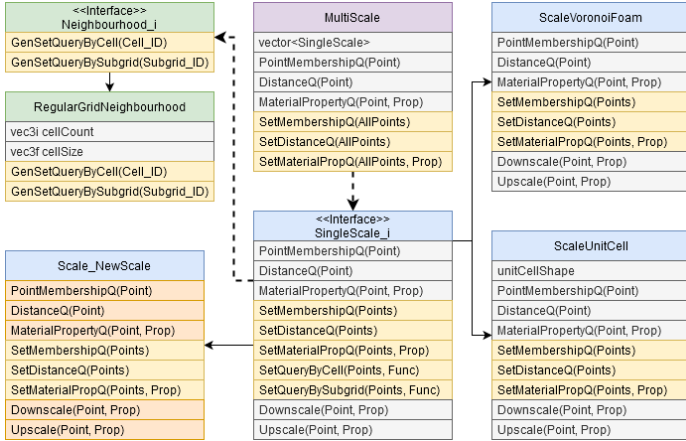 <<Interface>>
Neighbourhood_i
GenSetQueryByCell(Cell_ID)
GenSetQueryBySubgrid(Subgrid_ID)
RegularGridNeighbourhood
vec3i cellCount
vec3f cellSize
GenSetQueryByCell(Cell_ID)
GenSetQueryBySubgrid(Subgrid_ID)
MultiScale
vector<SingleScale>
PointMembershipQ(Point)
DistanceQ(Point)
MaterialPropertyQ(Point, Prop)
SetMembershipQ(AllPoints)
SetDistanceQ(AllPoints)
SetMaterialPropQ(AllPoints, Prop)
ScaleVoronoiFoam
PointMembershipQ(Point)
DistanceQ(Point)
MaterialPropertyQ(Point, Prop)
SetMembershipQ(Points)
SetDistanceQ(Points)
SetMaterialPropQ(Points, Prop)
Downscale(Point, Prop)
Upscale(Point, Prop)
Scale_NewScale
PointMembershipQ(Point)
DistanceQ(Point)
MaterialPropertyQ(Point, Prop)
SetMembershipQ(Points)
SetDistanceQ(Points)
SetMaterialPropQ(Points, Prop)
Downscale(Point, Prop)
Upscale(Point, Prop)
<<Interface>>
SingleScale_i
PointMembershipQ(Point)
DistanceQ(Point)
MaterialPropertyQ(Point, Prop)
SetMembershipQ(Points)
SetDistanceQ(Points)
SetMaterialPropQ(Points, Prop)
SetQueryByCell(Points, Func)
SetQueryBySubgrid(Points, Func)
Downscale(Point, Prop)
Upscale(Point, Prop)
ScaleUnitCell
unitCellShape
PointMembershipQ(Point)
DistanceQ(Point)
MaterialPropertyQ(Point, Prop)
SetMembershipQ(Points)
SetDistanceQ(Points)
SetMaterialPropQ(Points, Prop)
Downscale(Point, Prop)
Upscale(Point, Prop)